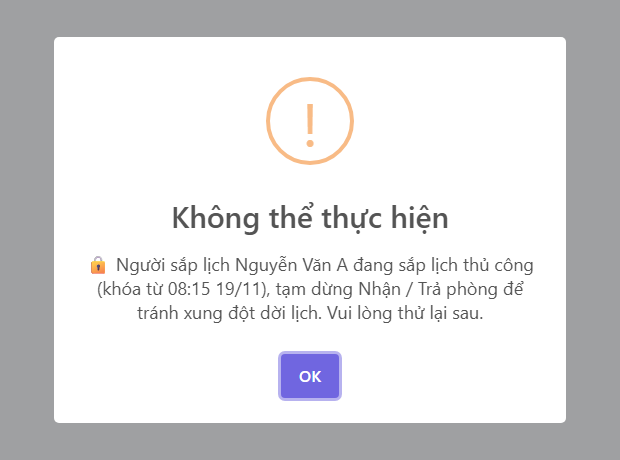 Không thể thực hiện
🔒 Người sắp lịch Nguyễn Văn A đang sắp lịch thủ công
(khóa từ 08:15 19/11), tạm dừng Nhận / Trả phòng để
tránh xung đột dời lịch. Vui lòng thử lại sau.
OK